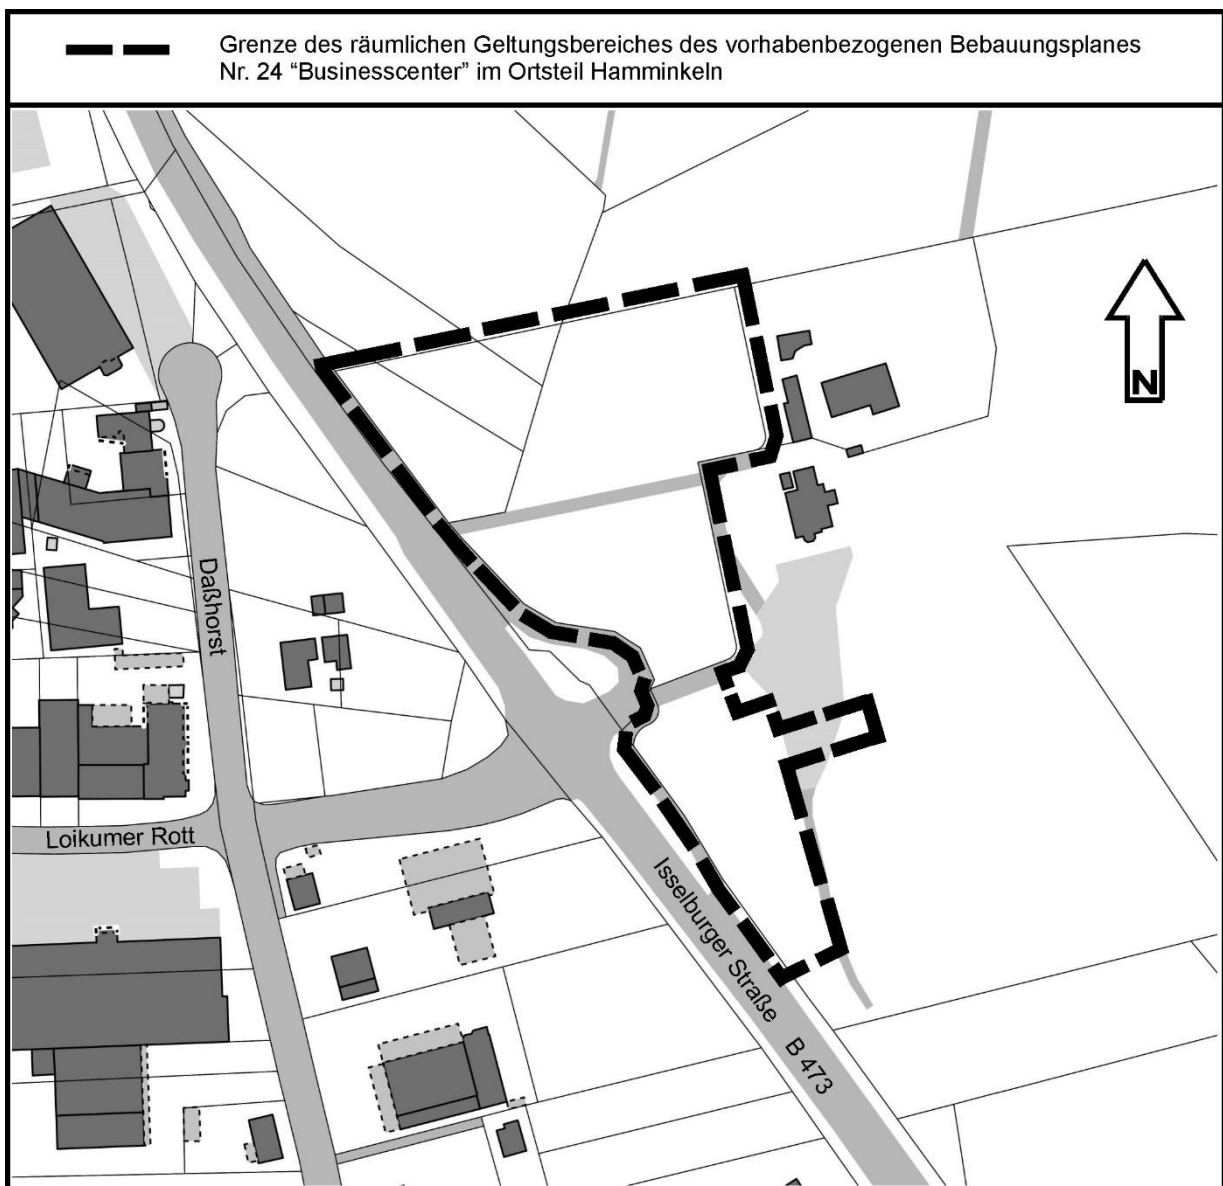 Grenze des räumlichen Geltungsbereiches des vorhabenbezogenen Bebauungsplanes
Nr. 24 “Businesscenter” im Ortsteil Hamminkeln
N
Daßhorst
Loikumer Rott
Isselburger Straße B 473